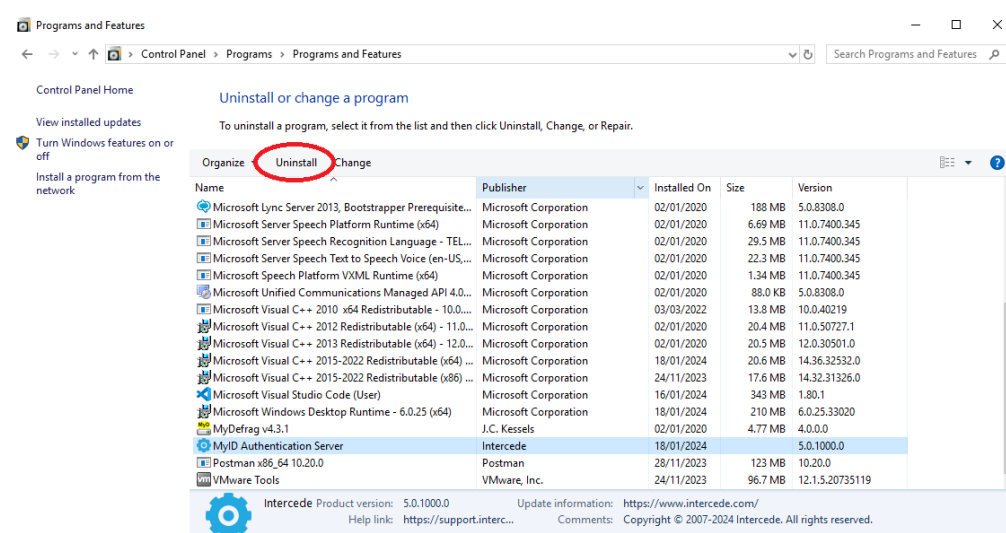 Programs and Features
Control Panel > Programs > Programs and Features
Search Programs and Features
Control Panel Home
View installed updates
Turn Windows features on or
off
Install a program from the
network
Uninstall or change a program
To uninstall a program, select it from the list and then click Uninstall, Change, or Repair.
Organize Uninstall Change
Name Publisher Installed On Size Version
Microsoft Lync Server 2013, Bootstrapper Prerequisite... Microsoft Corporation 02/01/2020 188 MB 5.0.8308.0
Microsoft Server Speech Platform Runtime (x64) Microsoft Corporation 02/01/2020 6.69 MB 11.0.7400.345
Microsoft Server Speech Recognition Language - TEL... Microsoft Corporation 02/01/2020 29.5 MB 11.0.7400.345
Microsoft Server Speech Text to Speech Voice (en-US,... Microsoft Corporation 02/01/2020 22.3 MB 11.0.7400.345
Microsoft Speech Platform VXML Runtime (x64) Microsoft Corporation 02/01/2020 1.34 MB 11.0.7400.345
Microsoft Unified Communications Managed API 4.0... Microsoft Corporation 02/01/2020 88.0 KB 5.0.8308.0
Microsoft Visual C++ 2010 x64 Redistributable - 10.0.... Microsoft Corporation 03/03/2022 13.8 MB 10.0.40219
Microsoft Visual C++ 2012 Redistributable (x64) - 11.0... Microsoft Corporation 02/01/2020 20.4 MB 11.0.50727.1
Microsoft Visual C++ 2013 Redistributable (x64) - 12.0... Microsoft Corporation 02/01/2020 20.5 MB 12.0.30501.0
Microsoft Visual C++ 2015-2022 Redistributable (x64) ... Microsoft Corporation 18/01/2024 20.6 MB 14.36.32532.0
Microsoft Visual C++ 2015-2022 Redistributable (x86) ... Microsoft Corporation 24/11/2023 17.6 MB 14.32.31326.0
Microsoft Visual Studio Code (User) Microsoft Corporation 16/01/2024 343 MB 1.80.1
Microsoft Windows Desktop Runtime - 6.0.25 (x64) Microsoft Corporation 18/01/2024 210 MB 6.0.25.33020
MyDefrag v4.3.1 J.C. Kessels 02/01/2020 4.77 MB 4.0.0.0
MyID Authentication Server Intercede 18/01/2024 5.0.1000.0
Postman x86_64 10.20.0 Postman 28/11/2023 123 MB 10.20.0
VMware Tools VMware, Inc. 24/11/2023 96.7 MB 12.1.5.20735119
Intercede Product version: 5.0.1000.0 Update information: https://www.intercede.com/
Help link: https://support.interc... Comments: Copyright © 2007-2024 Intercede. All rights reserved.